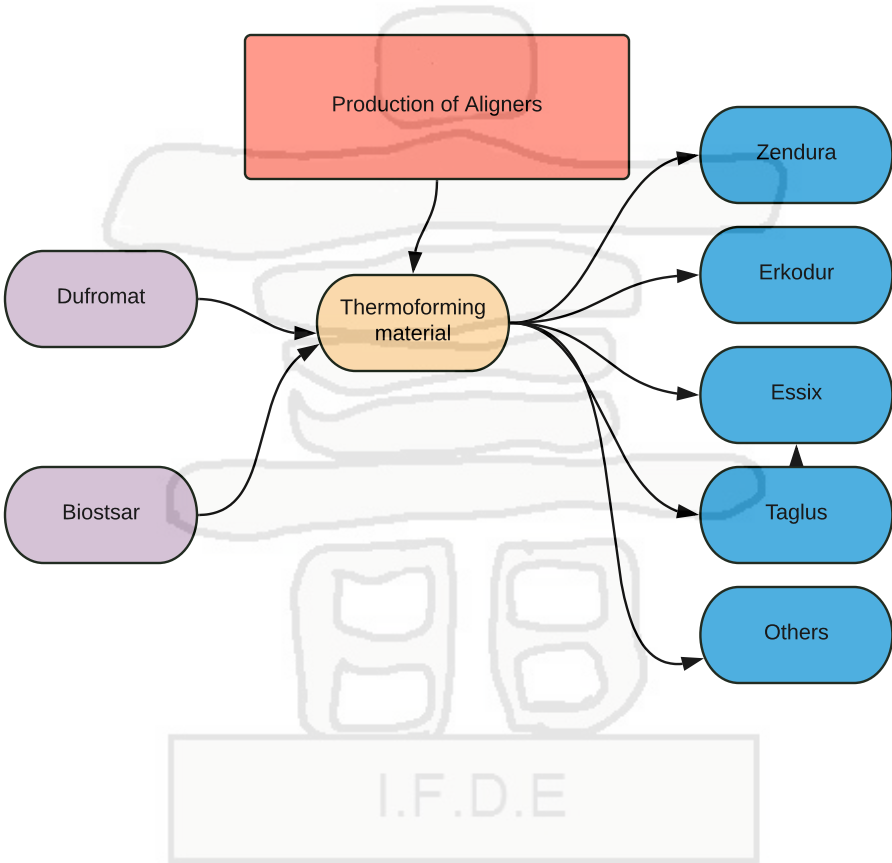 Production of Aligners
Zendura
Erkodur
Dufromat
Thermoforming
material
Essix
Biostsar
Taglus
Others
I.F.D.E